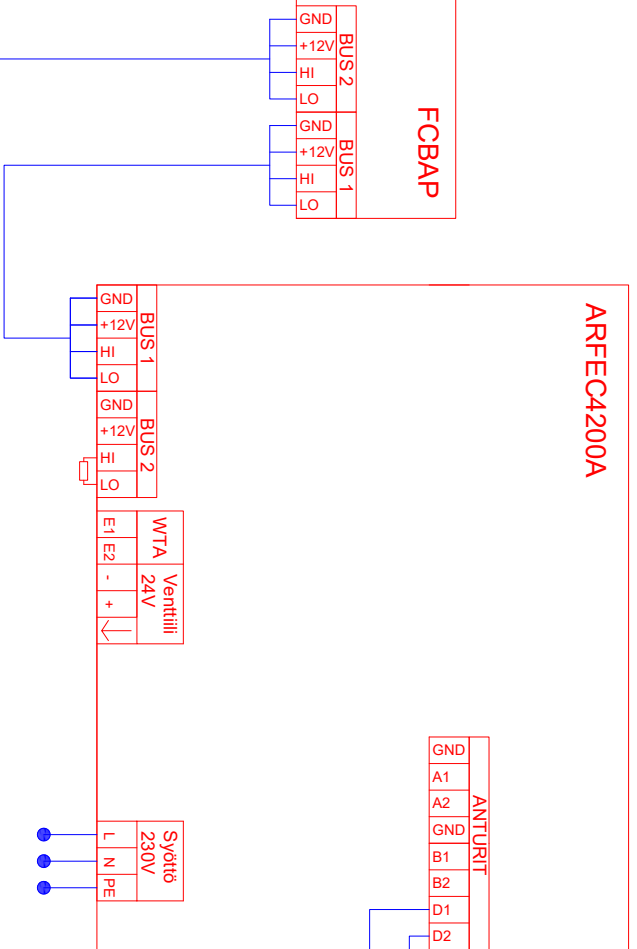 GND
+12V
HI
LO
BUS 2
GND
+12V
HI
LO
BUS 1
FCBAP
ARFEC4200A
GND
+12V
HI
LO
BUS 1
GND
+12V
HI
LO
BUS 2
E1
E2
-
+
WTA
Venttiili
24V
L
N
PE
Syöttö
230V
GND
A1
A2
GND
B1
B2
D1
D2
ANTURIT